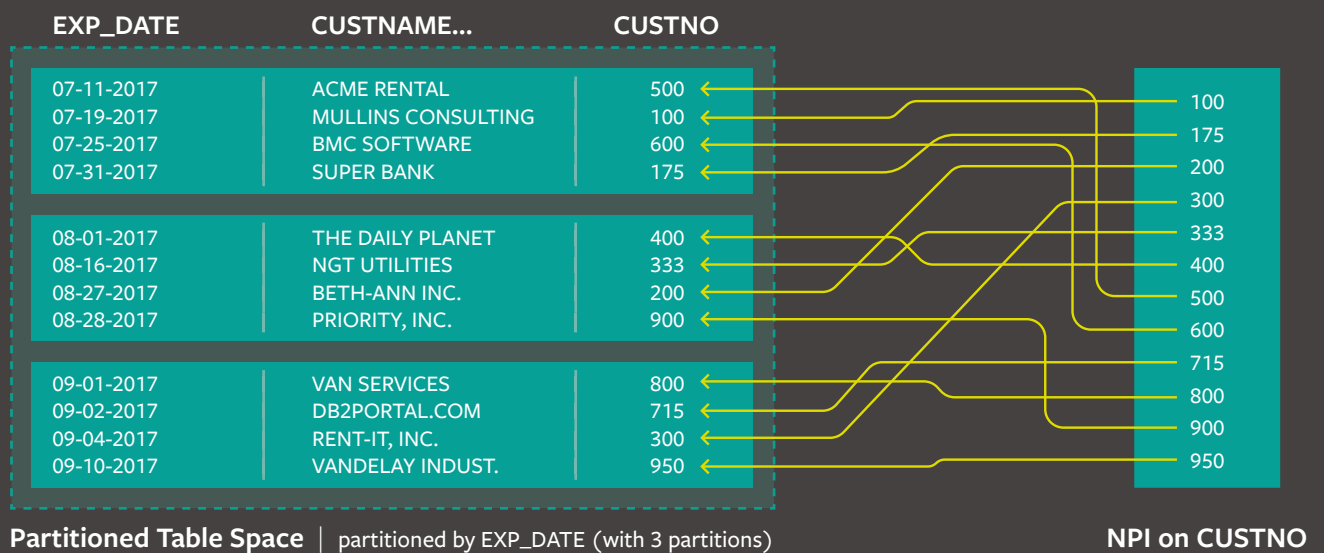 EXP_DATE CUSTNAME... CUSTNO
07-11-2017 ACME RENTAL 500
07-19-2017 MULLINS CONSULTING 100
07-25-2017 BMC SOFTWARE 600
07-31-2017 SUPER BANK 175
08-01-2017 THE DAILY PLANET 400
08-16-2017 NGT UTILITIES 333
08-27-2017 BETH-ANN INC. 200
08-28-2017 PRIORITY, INC. 900
09-01-2017 VAN SERVICES 800
09-02-2017 DB2PORTAL.COM 715
09-04-2017 RENT-IT, INC. 300
09-10-2017 VANDELAY INDUST. 950
100
175
200
300
333
400
500
600
715
800
900
950
Partitioned Table Space | partitioned by EXP_DATE (with 3 partitions)
NPI on CUSTNO